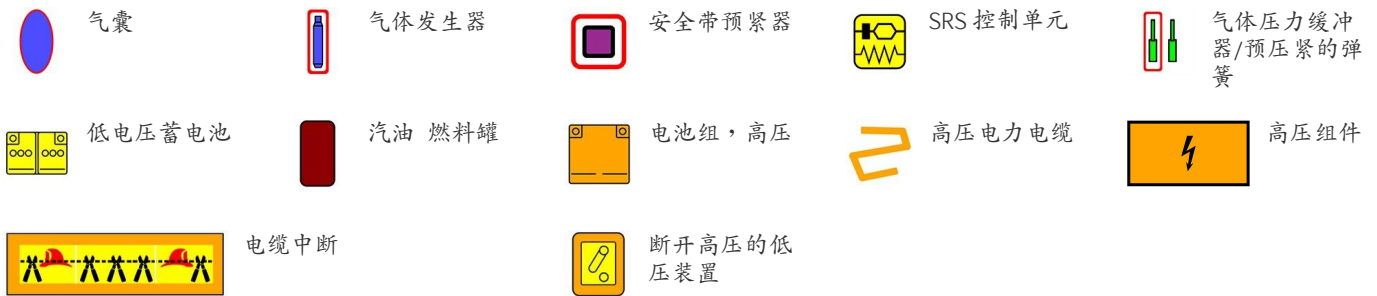 气囊
气体发生器
安全带预紧器
SRS 控制单元
气体压力缓冲
器/预压紧的弹
簧
低电压蓄电池
汽油 燃料罐
电池组，高压
高压电力电缆
高压组件
电缆中断
断开高压的低
压装置